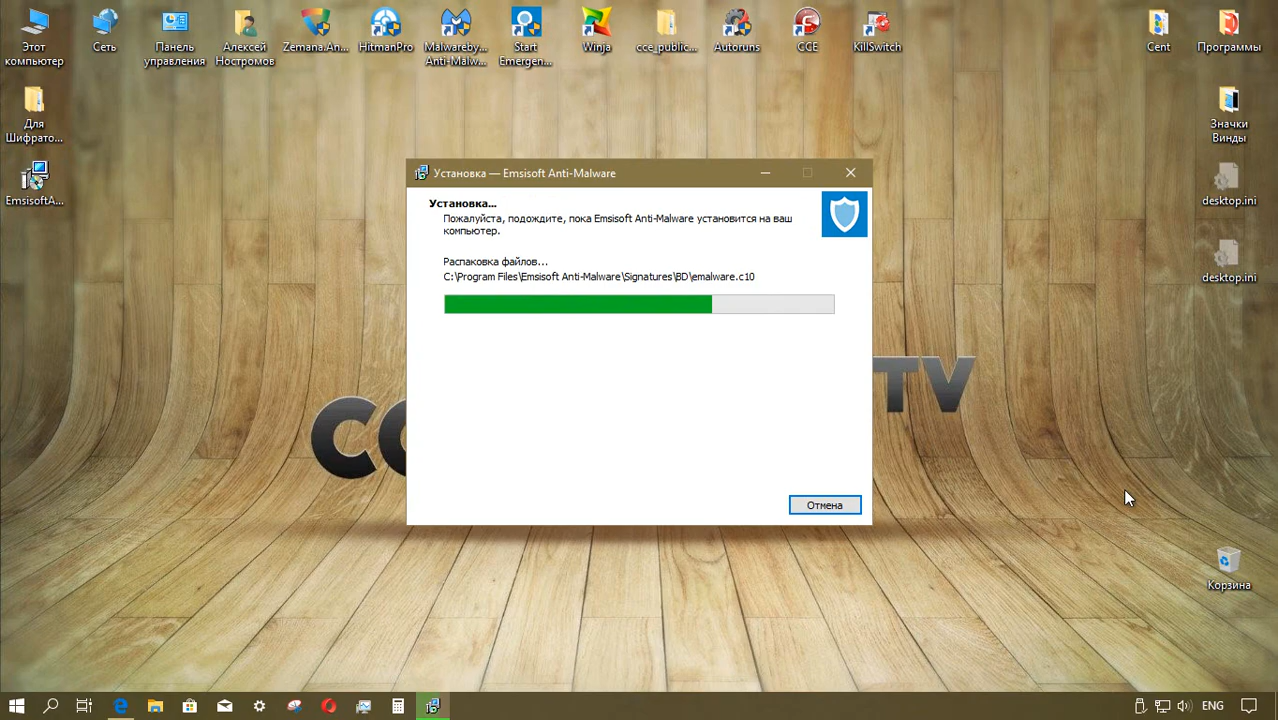 Этот
компьютер
Сеть
Панель
управления
Алексей
Ностромов
Zemana.An...
HitmanPro
Malwareby...
Anti-Malw...
Start
Emergen...
Winja
cce_public...
Autoruns
CCE
KillSwitch
Cent
Программы
Для
Шифрато...
EmsisoftA...
Значки
Винды
desktop.ini
desktop.ini
Корзина
Установка — Emsisoft Anti-Malware
Установка...
Пожалуйста, подождите, пока Emsisoft Anti-Malware установится на ваш
компьютер.
Распаковка файлов...
C:\Program Files\Emsisoft Anti-Malware\Signatures\BD\emalware.c10
Отмена
TV
ENG